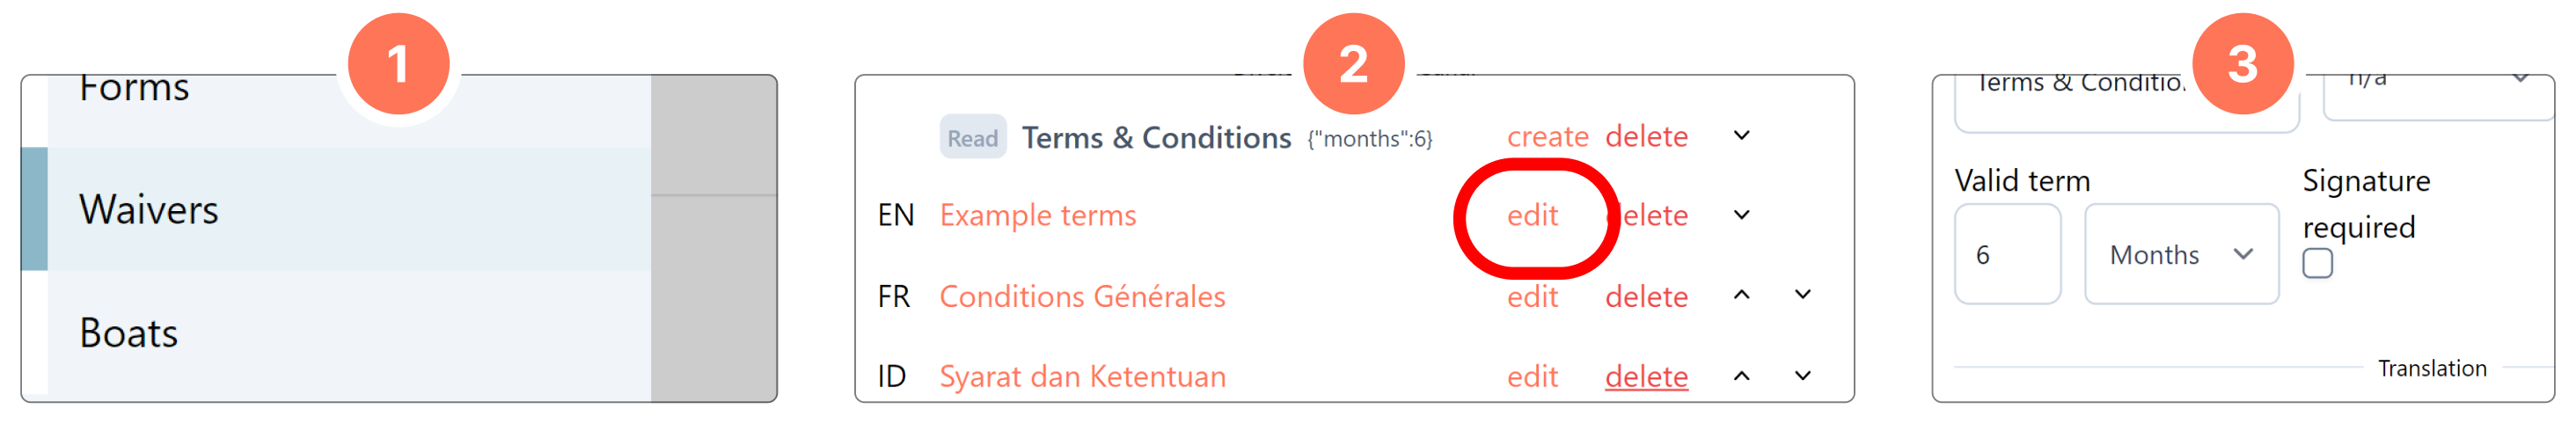 1
Forms
Waivers
Boats
2
Read Terms & Conditions {"months":6} create delete
EN Example terms edit delete
FR Conditions Générales edit delete
ID Syarat dan Ketentuan edit delete
3
Terms & n/a
Valid term
Signature required
6
Months
Translation